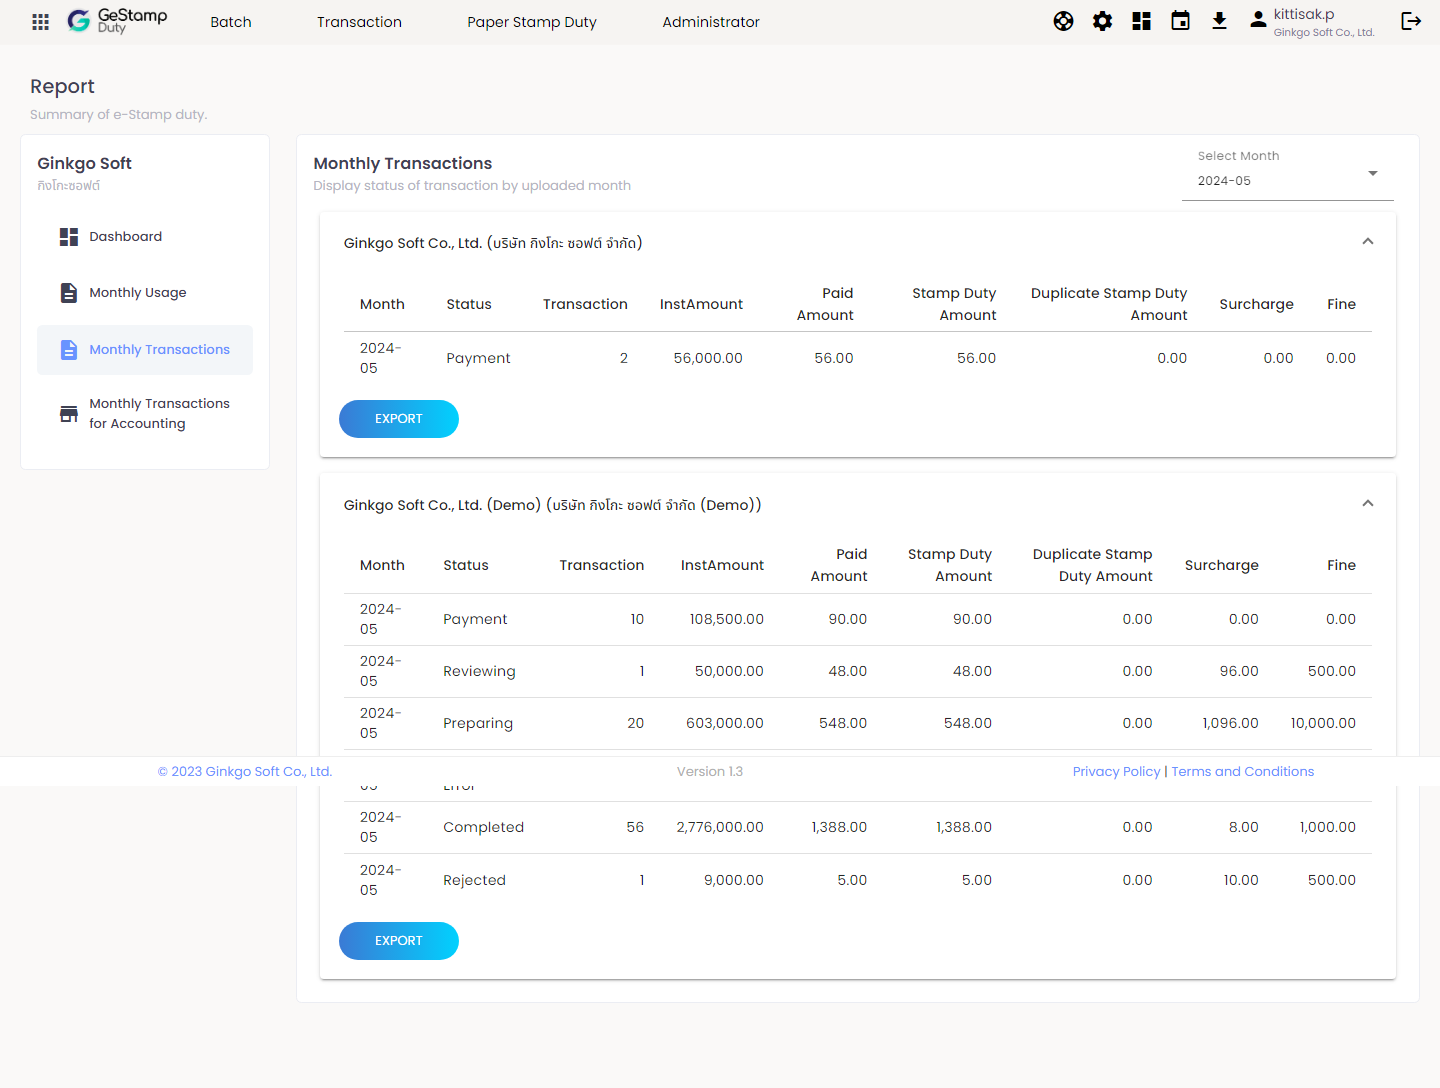 GeStamp
Duty
Batch
Transaction
Paper Stamp Duty
Administrator
kittisak.p
Ginkgo Soft Co., Ltd.
Report
Summary of e-Stamp duty.
Ginkgo Soft
กิงโกะซอฟต์
Dashboard
Monthly Usage
Monthly Transactions
Monthly Transactions
for Accounting
Monthly Transactions
Display status of transaction by uploaded month
Select Month
2024-05
Ginkgo Soft Co., Ltd. (บริษัท กิงโกะ ซอฟต์ จำกัด)
Month Status Transaction InstAmount Paid Amount Stamp Duty Amount Duplicate Stamp Duty Amount Surcharge Fine
2024-05 Payment 2 56,000.00 56.00 56.00 0.00 0.00 0.00
EXPORT
Ginkgo Soft Co., Ltd. (Demo) (บริษัท กิงโกะ ซอฟต์ จำกัด (Demo))
Month Status Transaction InstAmount Paid Amount Stamp Duty Amount Duplicate Stamp Duty Amount Surcharge Fine
2024-05 Payment 10 108,500.00 90.00 90.00 0.00 0.00 0.00
2024-05 Reviewing 1 50,000.00 48.00 48.00 0.00 96.00 500.00
2024-05 Preparing 20 603,000.00 548.00 548.00 0.00 1,096.00 10,000.00
© 2023 Ginkgo Soft Co., Ltd. Version 1.3 Privacy Policy | Terms and Conditions
2024-05 Completed 56 2,776,000.00 1,388.00 1,388.00 0.00 8.00 1,000.00
2024-05 Rejected 1 9,000.00 5.00 5.00 0.00 10.00 500.00
EXPORT